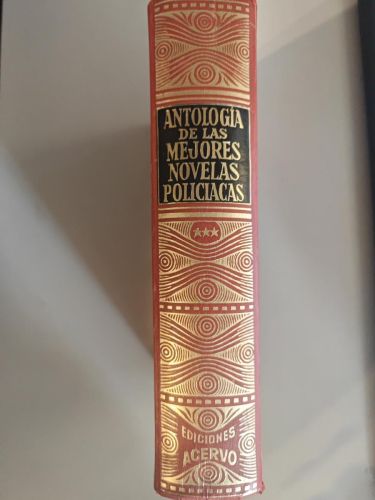 ANTOLOGÍA
DE LAS
MEJORES
NOVELAS
POLICIACAS
EDICIONES
ACERVO